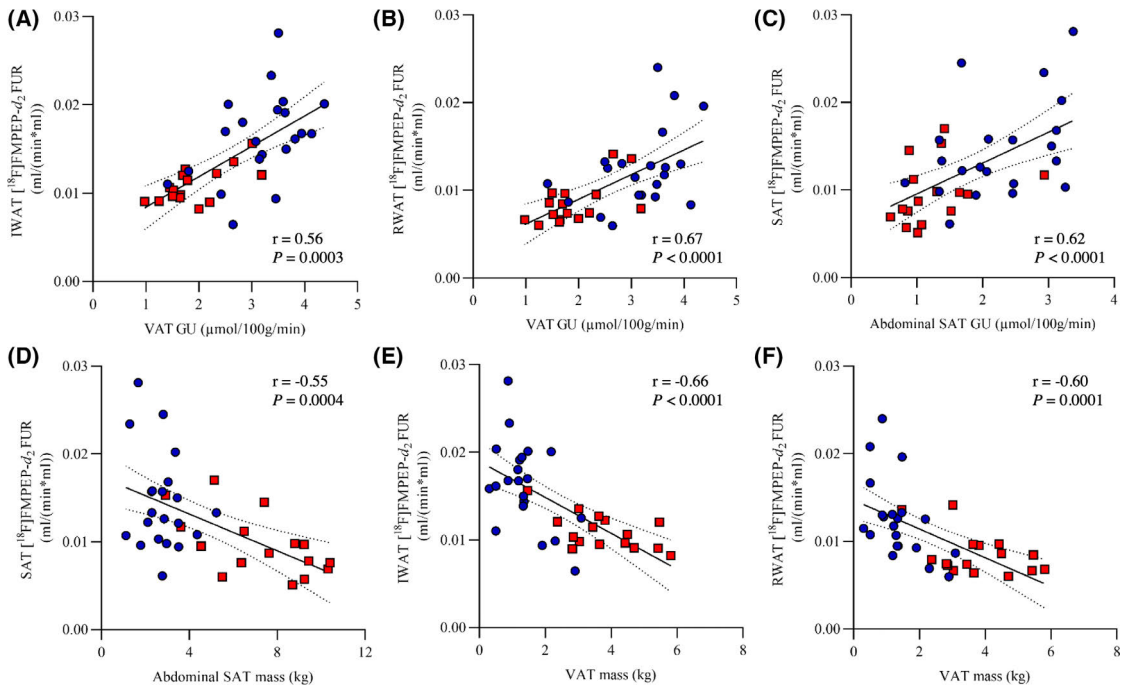 (A)
IWAT [¹⁸F]FMPEP-d₂ FUR
(ml/(min*ml))
0.03
0.02
0.01
0.00
0 1 2 3 4 5
VAT GU (µmol/100g/min)
r = 0.56
P = 0.0003
(B)
RWAT [¹⁸F]FMPEP-d₂ FUR
(ml/(min*ml))
0.03
0.02
0.01
0.00
0 1 2 3 4 5
VAT GU (µmol/100g/min)
r = 0.67
P < 0.0001
(C)
SAT [¹⁸F]FMPEP-d₂ FUR
(ml/(min*ml))
0.03
0.02
0.01
0.00
0 1 2 3 4
Abdominal SAT GU (µmol/100g/min)
r = 0.62
P < 0.0001
(D)
SAT [¹⁸F]FMPEP-d₂ FUR
(ml/(min*ml))
0.03
0.02
0.01
0.00
0 4 8 12
Abdominal SAT mass (kg)
r = -0.55
P = 0.0004
(E)
IWAT [¹⁸F]FMPEP-d₂ FUR
(ml/(min*ml))
0.03
0.02
0.01
0.00
0 2 4 6 8
VAT mass (kg)
r = -0.66
P < 0.0001
(F)
RWAT [¹⁸F]FMPEP-d₂ FUR
(ml/(min*ml))
0.03
0.02
0.01
0.00
0 2 4 6 8
VAT mass (kg)
r = -0.60
P = 0.0001